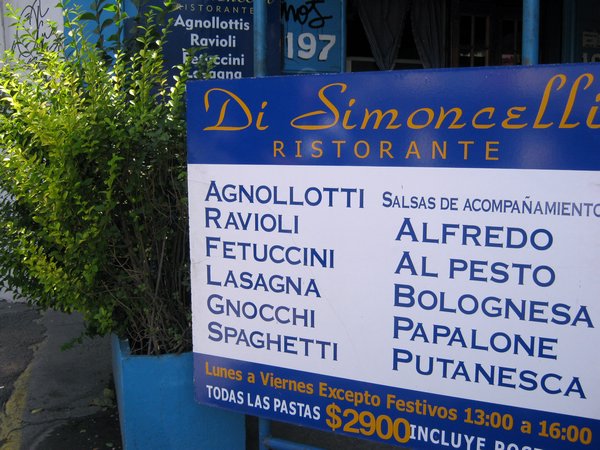 RISTORANTE
Agnollottis
Ravioli
Fetuccini
Lasagna
197
Di Simoncelli
RISTORANTE
AGNOLLOTTI
RAVIOLI
FETUCCINI
LASAGNA
GNOCCHI
SPAGHETTI
SALSAS DE ACOMPAÑAMIENTO
ALFREDO
AL PESTO
BOLOGNESA
PAPALONE
PUTANESCA
Lunes a Viernes Excepto Festivos 13:00 a 16:00
TODAS LAS PASTAS $2900 INCLUYE